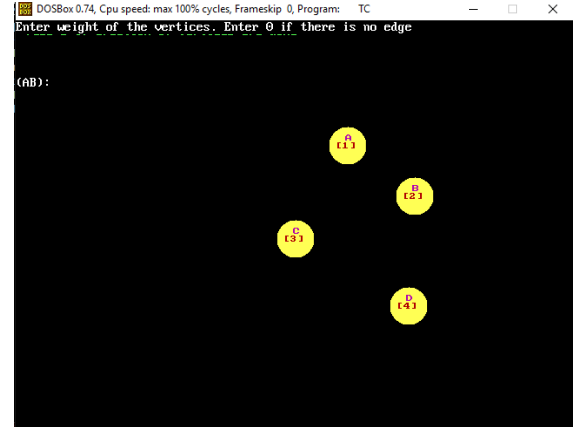 DOSBox 0.74, Cpu speed: max 100% cycles, Frameskip 0, Program: TC
Enter weight of the vertices. Enter 0 if there is no edge
(AB):
A
[1]
B
[2]
C
[3]
D
[4]